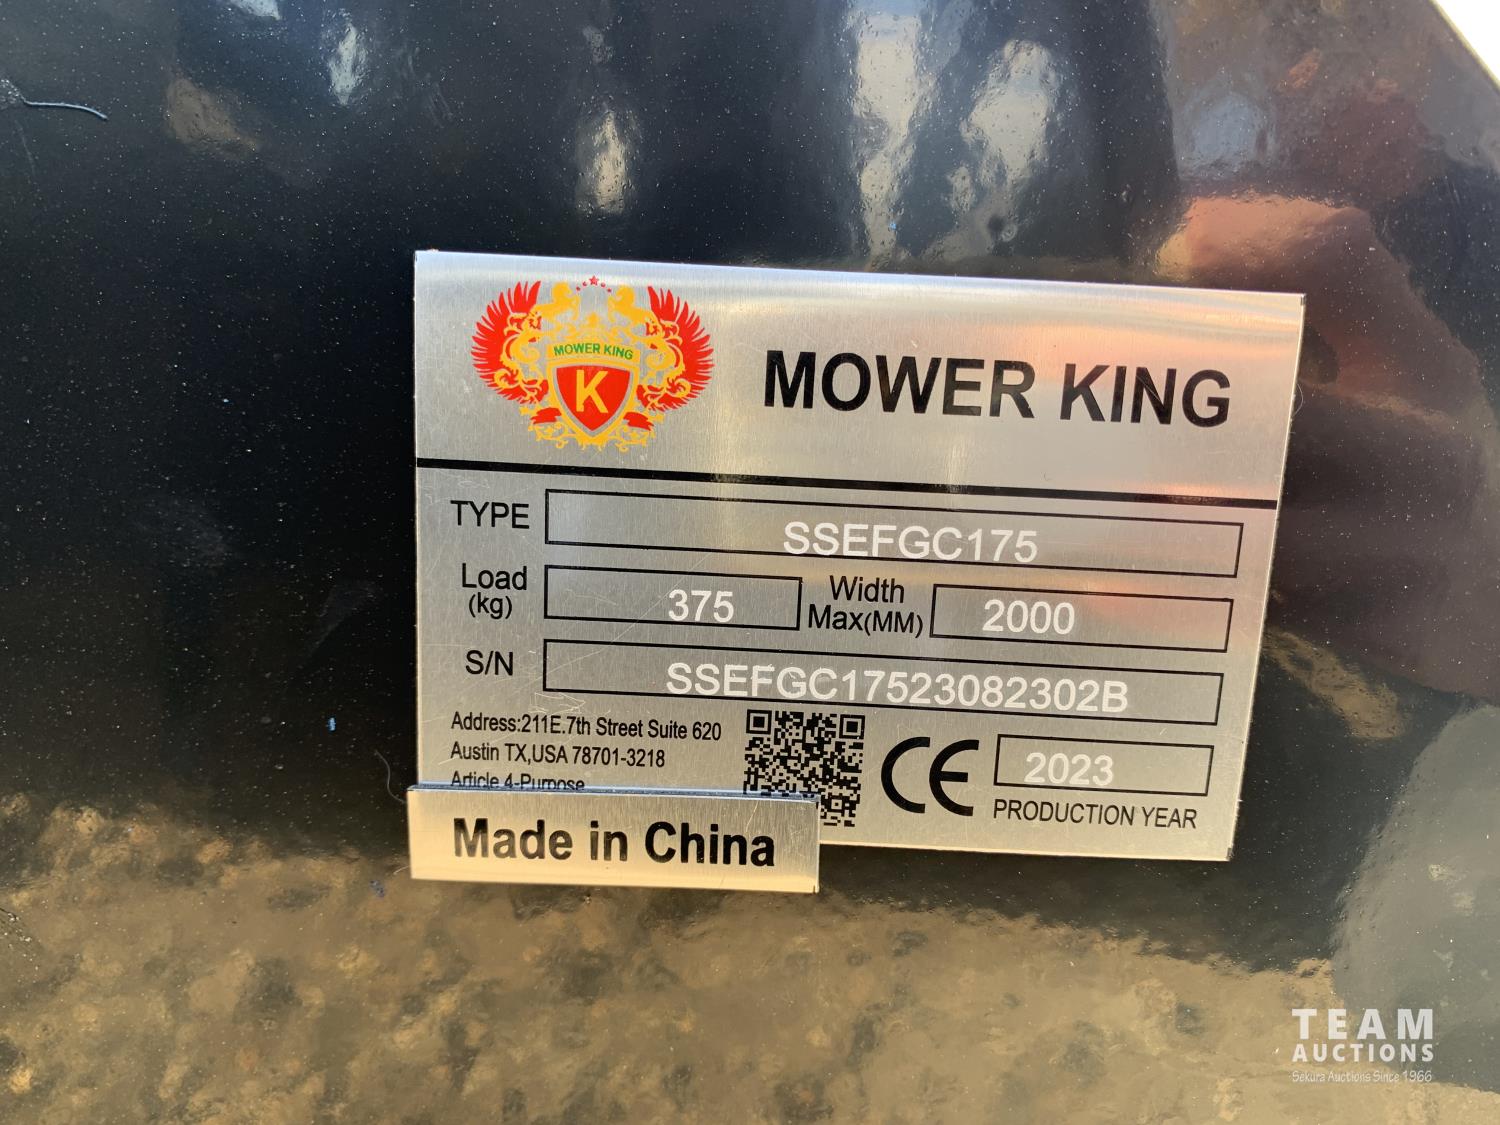 MOWER KING
K
MOWER KING
TYPE SSEFGC175
Load (kg) 375 Width Max(MM) 2000
S/N SSEFGC17523082302B
Address:211E.7th Street Suite 620
Austin TX,USA 78701-3218
Article 4-Purpose
CE
2023
PRODUCTION YEAR
Made in China
TEAM
AUCTIONS
Sekura Auctions Since 1966